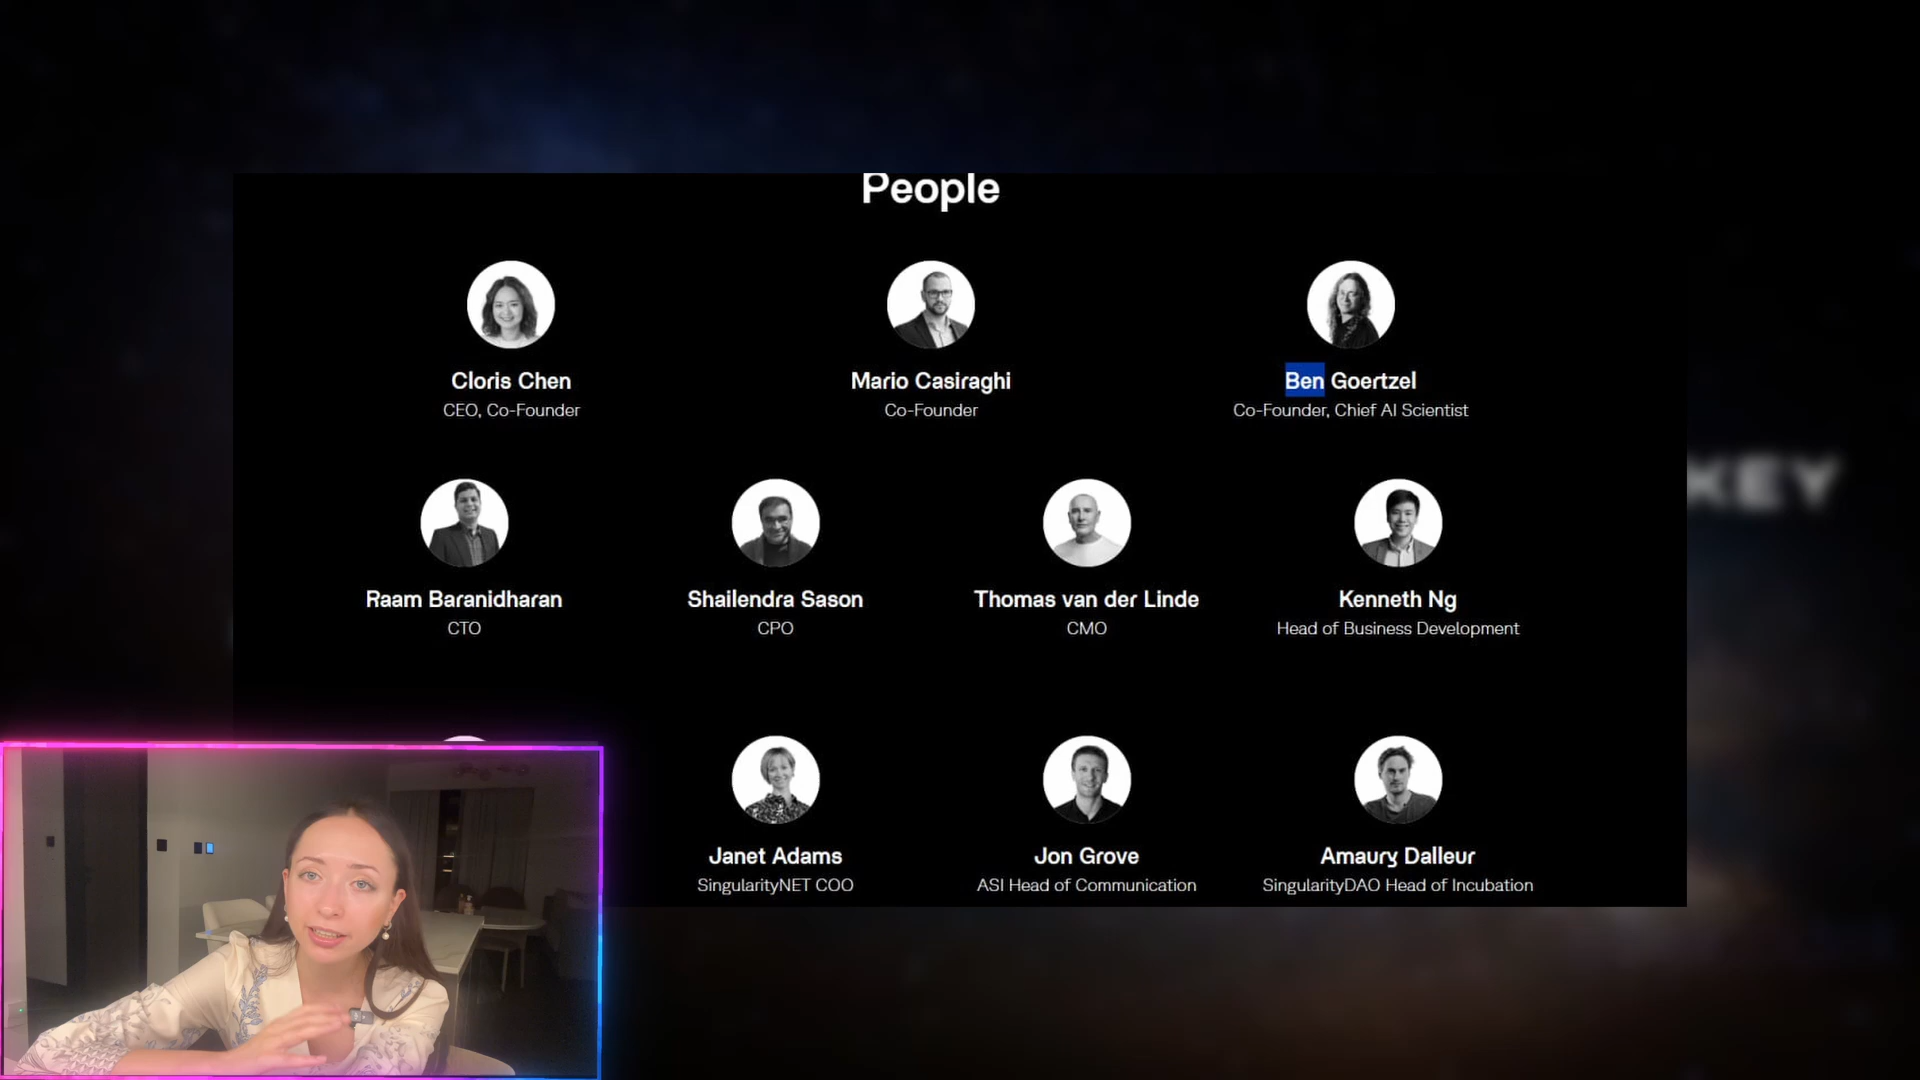 People
Cloris Chen
CEO, Co-Founder
Mario Casiraghi
Co-Founder
Ben Goertzel
Co-Founder, Chief AI Scientist
KEY
Raam Baranidharan
CTO
Shailendra Sason
CPO
Thomas van der Linde
CMO
Kenneth Ng
Head of Business Development
Janet Adams
SingularityNET COO
Jon Grove
ASI Head of Communication
Amaury Dalleur
SingularityDAO Head of Incubation